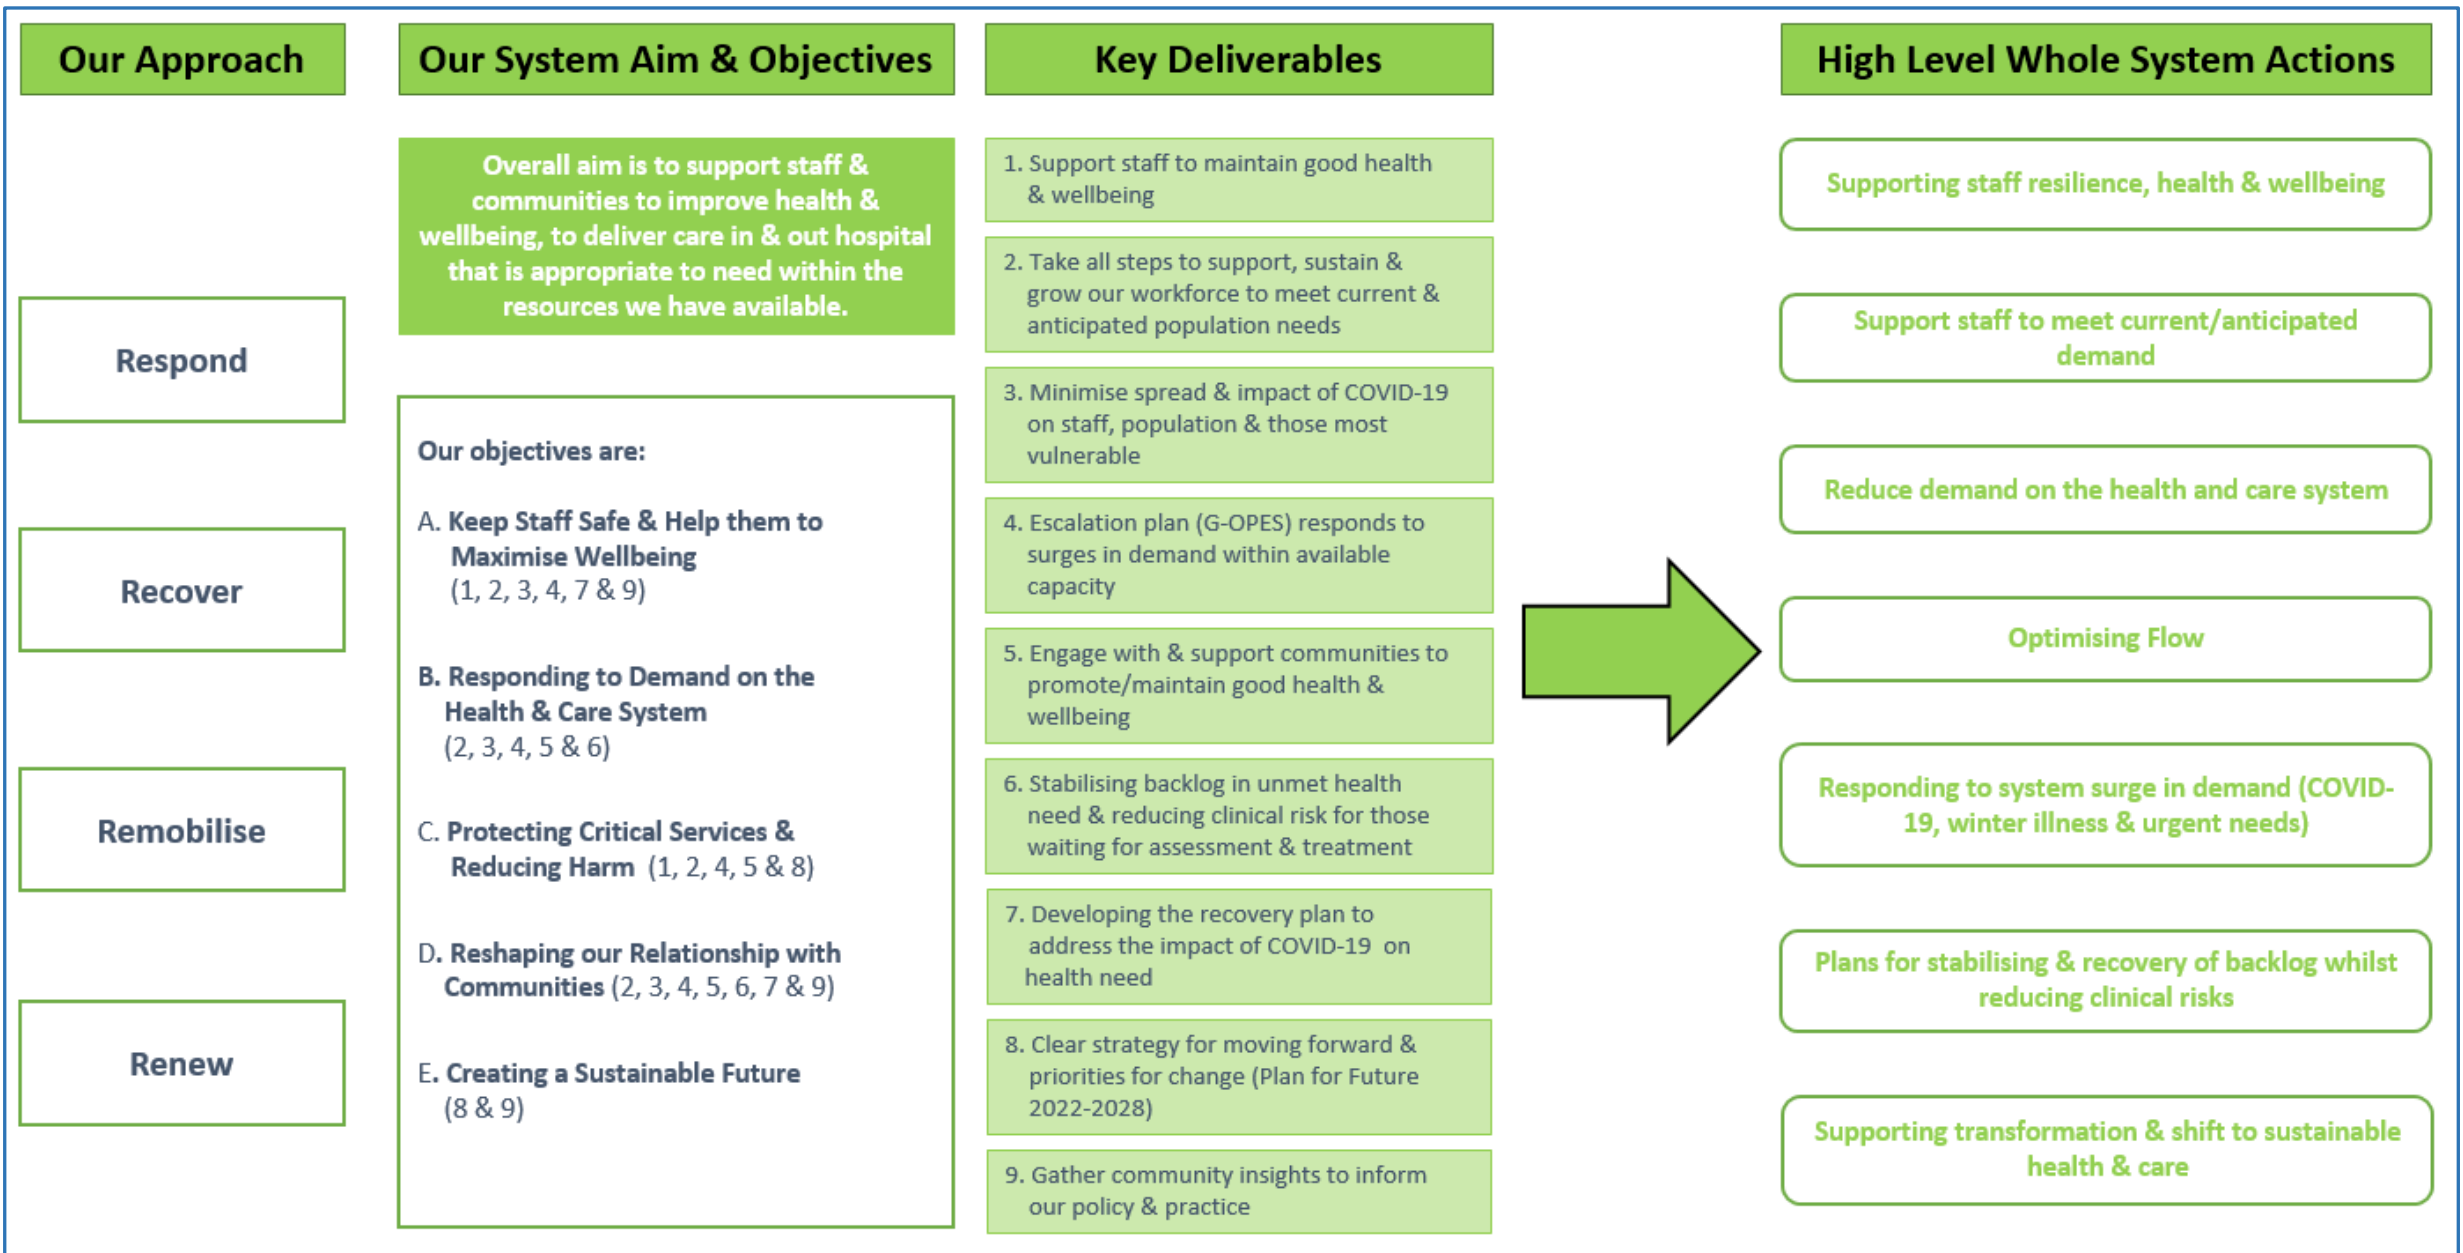 Our Approach
Respond
Recover
Remobilise
Renew
Our System Aim & Objectives
Overall aim is to support staff &
communities to improve health &
wellbeing, to deliver care in & out hospital
that is appropriate to need within the
resources we have available.
Our objectives are:
A. Keep Staff Safe & Help them to
Maximise Wellbeing
(1, 2, 3, 4, 7 & 9)
B. Responding to Demand on the
Health & Care System
(2, 3, 4, 5 & 6)
C. Protecting Critical Services &
Reducing Harm (1, 2, 4, 5 & 8)
D. Reshaping our Relationship with
Communities (2, 3, 4, 5, 6, 7 & 9)
E. Creating a Sustainable Future
(8 & 9)
Key Deliverables
1. Support staff to maintain good health
& wellbeing
2. Take all steps to support, sustain &
grow our workforce to meet current &
anticipated population needs
3. Minimise spread & impact of COVID-19
on staff, population & those most
vulnerable
4. Escalation plan (G-OPES) responds to
surges in demand within available
capacity
5. Engage with & support communities to
promote/maintain good health &
wellbeing
6. Stabilising backlog in unmet health
need & reducing clinical risk for those
waiting for assessment & treatment
7. Developing the recovery plan to
address the impact of COVID-19 on
health need
8. Clear strategy for moving forward &
priorities for change (Plan for Future
2022-2028)
9. Gather community insights to inform
our policy & practice
High Level Whole System Actions
Supporting staff resilience, health & wellbeing
Support staff to meet current/anticipated
demand
Reduce demand on the health and care system
Optimising Flow
Responding to system surge in demand (COVID-
19, winter illness & urgent needs)
Plans for stabilising & recovery of backlog whilst
reducing clinical risks
Supporting transformation & shift to sustainable
health & care